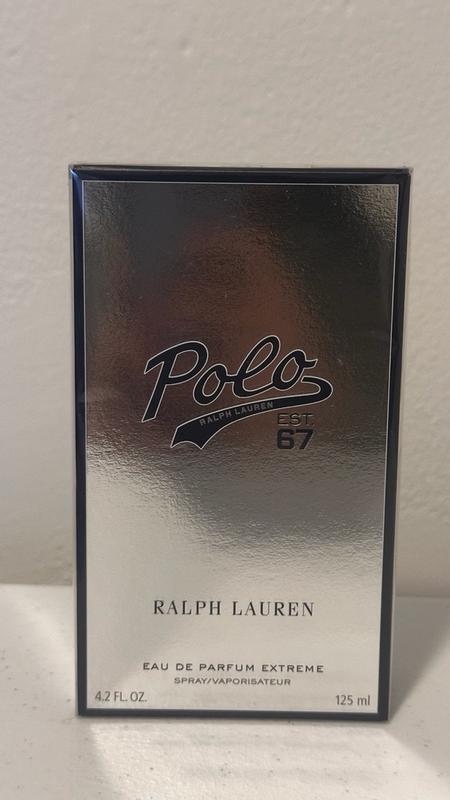 Polo
RALPH LAUREN
EST.
67
RALPH LAUREN
EAU DE PARFUM EXTREME
SPRAY/VAPORISATEUR
4.2 FL. OZ. 125 ml